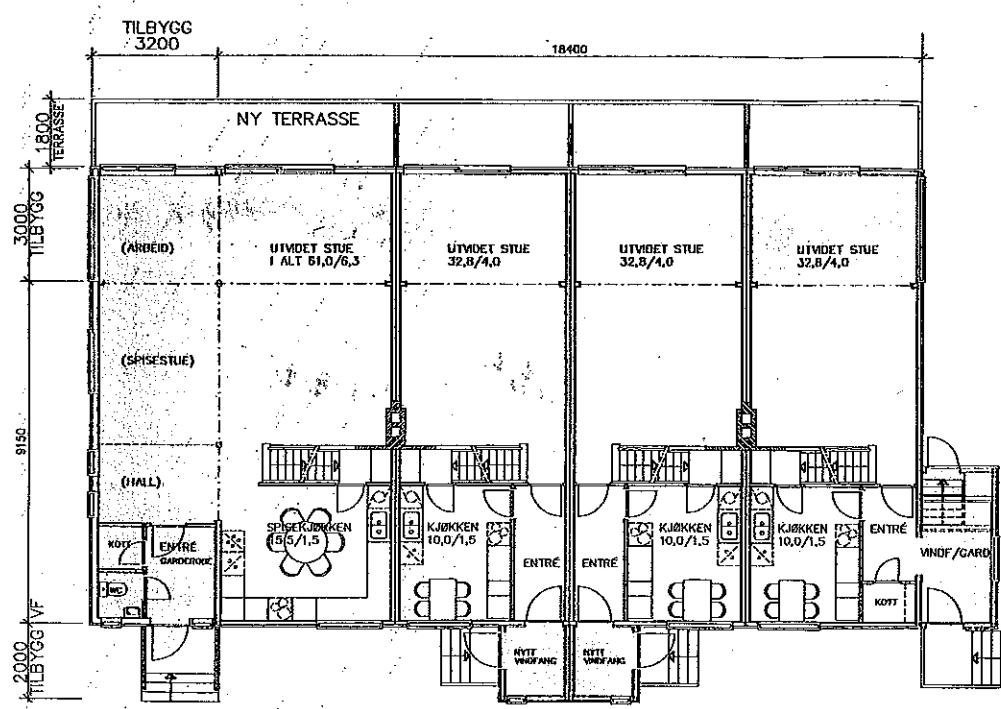 TILBYGG
3200
18400
1800
TERRASSE
NY TERRASSE
3000
TILBYGG
(ARBEID)
UTVIDET STUE
I ALT 61,0/6,3
UTVIDET STUE
32,8/4,0
UTVIDET STUE
32,8/4,0
UTVIDET STUE
32,8/4,0
(SPISESTUE)
9150
(HALL)
KOTT
ENTRÉ
GARDEROBE
SPISEKJØKKEN
15,5/1,5
KJØKKEN
10,0/1,5
ENTRÉ
ENTRÉ
KJØKKEN
10,0/1,5
KJØKKEN
10,0/1,5
ENTRÉ
VINDF/GARD
WC
KOTT
2000
TILBYGG VF
NYTT
VINDFANG
NYTT
VINDFANG